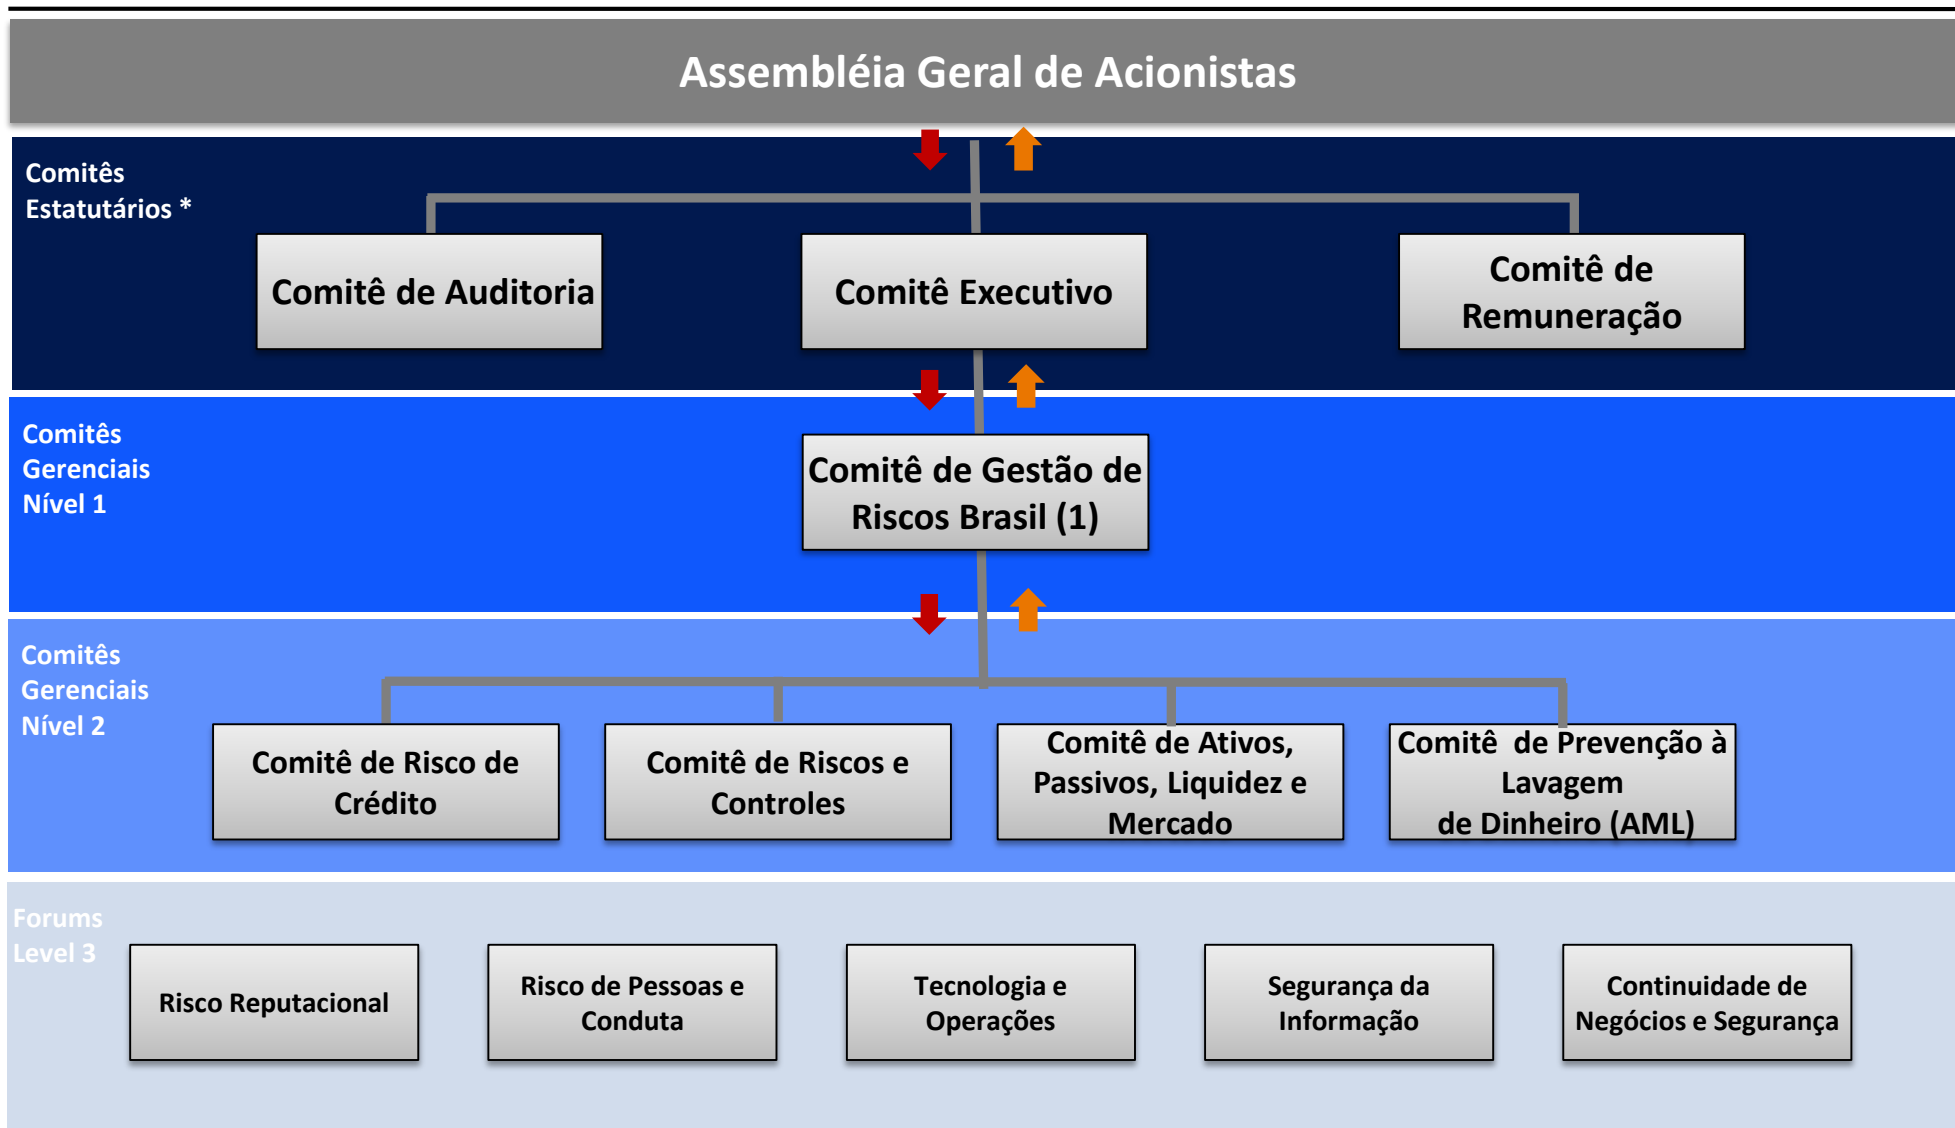 Assembléia Geral de Acionistas
Comitês
Estatutários *
Comitê de Auditoria
Comitê Executivo
Comitê de
Remuneração
Comitês
Gerenciais
Nível 1
Comitê de Gestão de
Riscos Brasil (1)
Comitês
Gerenciais
Nível 2
Comitê de Risco de
Crédito
Comitê de Riscos e
Controles
Comitê de Ativos,
Passivos, Liquidez e
Mercado
Comitê  de Prevenção à
Lavagem
de Dinheiro (AML)
Forums
Level 3
Risco Reputacional
Risco de Pessoas e
Conduta
Tecnologia e
Operações
Segurança da
Informação
Continuidade de
Negócios e Segurança